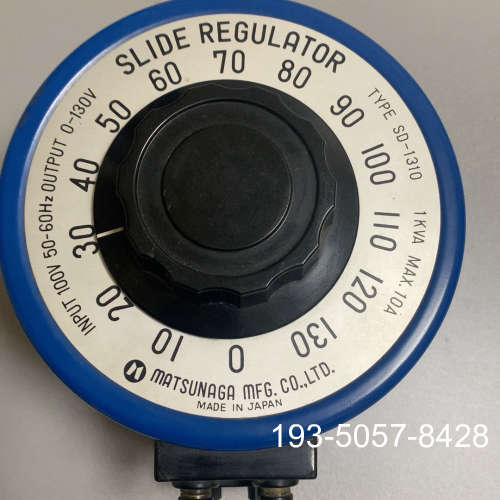 SLIDE REGULATOR
INPUT 100V 50-60Hz OUTPUT 0-130V
TYPE SD-1310
1KVA MAX. 10A
0
10
20
30
40
50
60
70
80
90
100
110
120
130
MATSUNAGA MFG. CO., LTD.
MADE IN JAPAN
193-5057-8428